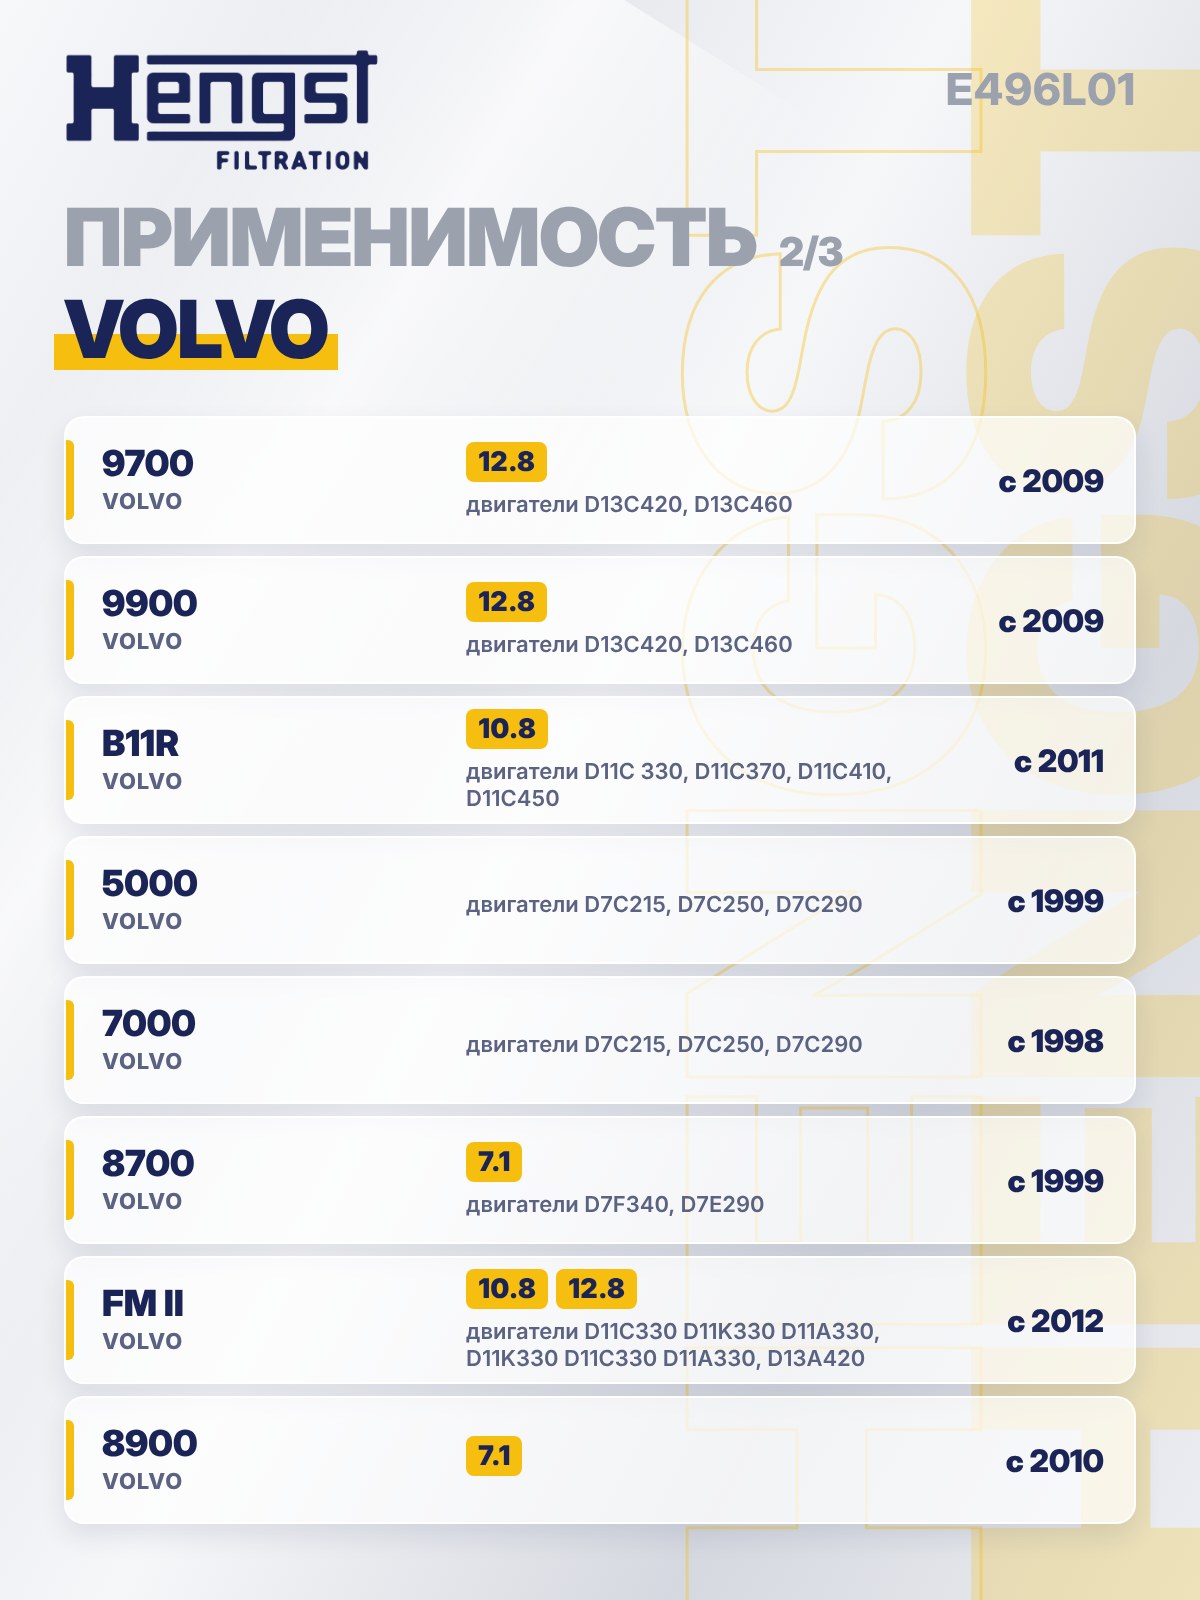 Hengst
FILTRATION
E496L01
ПРИМЕНИМОСТЬ 2/3
VOLVO
9700
VOLVO
12.8
двигатели D13C420, D13C460
с 2009
9900
VOLVO
12.8
двигатели D13C420, D13C460
с 2009
B11R
VOLVO
10.8
двигатели D11C 330, D11C370, D11C410,
D11C450
с 2011
5000
VOLVO
двигатели D7C215, D7C250, D7C290
с 1999
7000
VOLVO
двигатели D7C215, D7C250, D7C290
с 1998
8700
VOLVO
7.1
двигатели D7F340, D7E290
с 1999
FM II
VOLVO
10.8 12.8
двигатели D11C330 D11K330 D11A330,
D11K330 D11C330 D11A330, D13A420
с 2012
8900
VOLVO
7.1
с 2010
HENGST
HENGST